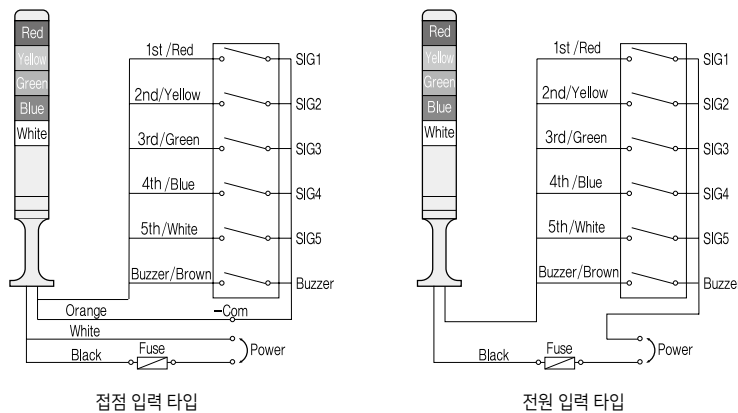 Red
Yellow
Green
Blue
White
1st/Red
2nd/Yellow
3rd/Green
4th/Blue
5th/White
Buzzer/Brown
SIG1
SIG2
SIG3
SIG4
SIG5
Buzzer
Orange
-Com
White
Black
Fuse
Power
접점 입력 타입
Red
Yellow
Green
Blue
White
1st/Red
2nd/Yellow
3rd/Green
4th/Blue
5th/White
Buzzer/Brown
SIG1
SIG2
SIG3
SIG4
SIG5
Buzze
Black
Fuse
Power
전원 입력 타입